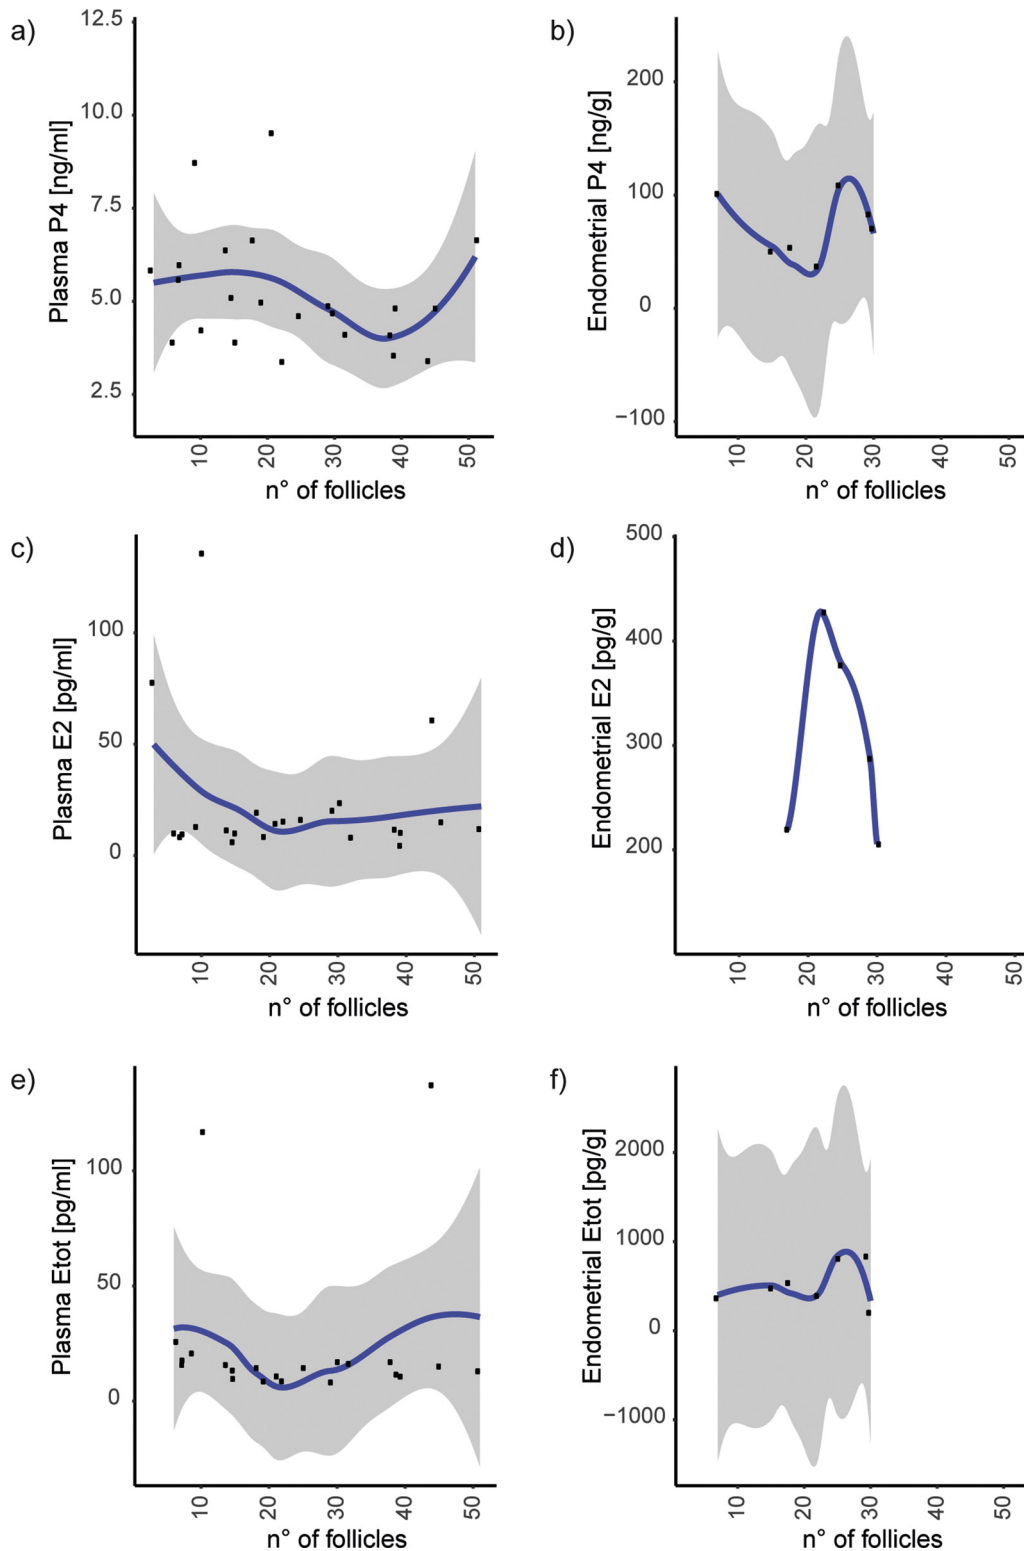 a)
12.5
10.0
7.5
5.0
2.5
Plasma P4 [ng/ml]
10
20
30
40
50
n° of follicles
b)
200
100
0
−100
Endometrial P4 [ng/g]
10
20
30
40
50
n° of follicles
c)
100
50
0
Plasma E2 [pg/ml]
10
20
30
40
50
n° of follicles
d)
500
400
300
200
Endometrial E2 [pg/g]
10
20
30
40
50
n° of follicles
e)
100
50
0
Plasma Etot [pg/ml]
10
20
30
40
50
n° of follicles
f)
2000
1000
0
−1000
Endometrial Etot [pg/g]
10
20
30
40
50
n° of follicles